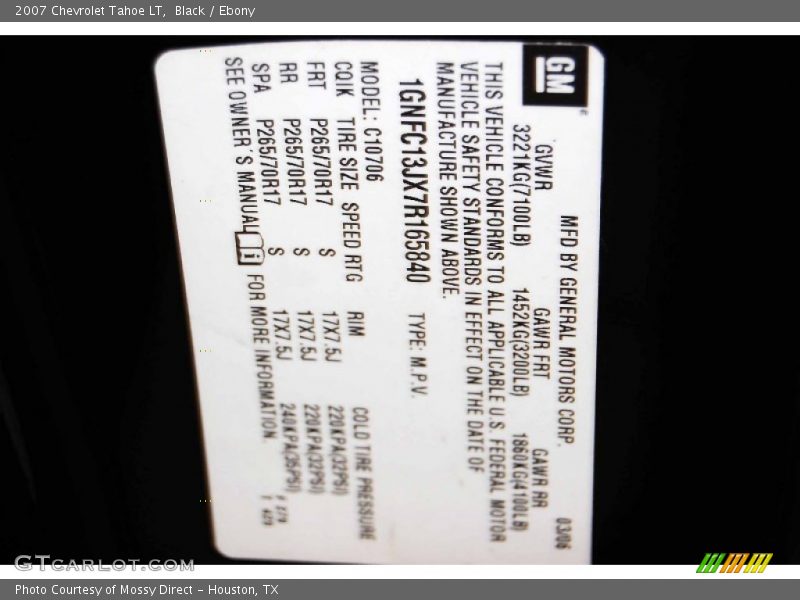 2007 Chevrolet Tahoe LT, Black / Ebony
GM
MFD BY GENERAL MOTORS CORP. 03/06
GVWR GAWR FRT GAWR RR
3221KG(7100LB) 1452KG(3200LB) 1860KG(4100LB)
THIS VEHICLE CONFORMS TO ALL APPLICABLE U.S. FEDERAL MOTOR
VEHICLE SAFETY STANDARDS IN EFFECT ON THE DATE OF
MANUFACTURE SHOWN ABOVE.
1GNFC13JX7R165840 TYPE: M.P.V.
MODEL: C10706
CQIK TIRE SIZE SPEED RTG RIM COLD TIRE PRESSURE
FRT P265/70R17 S 17X7.5J 220KPA(32PSI)
RR P265/70R17 S 17X7.5J 220KPA(32PSI)
SPA P265/70R17 S 17X7.5J 240KPA(35PSI)
SEE OWNER'S MANUAL i FOR MORE INFORMATION.
GTCarLot.com
Photo Courtesy of Mossy Direct - Houston, TX